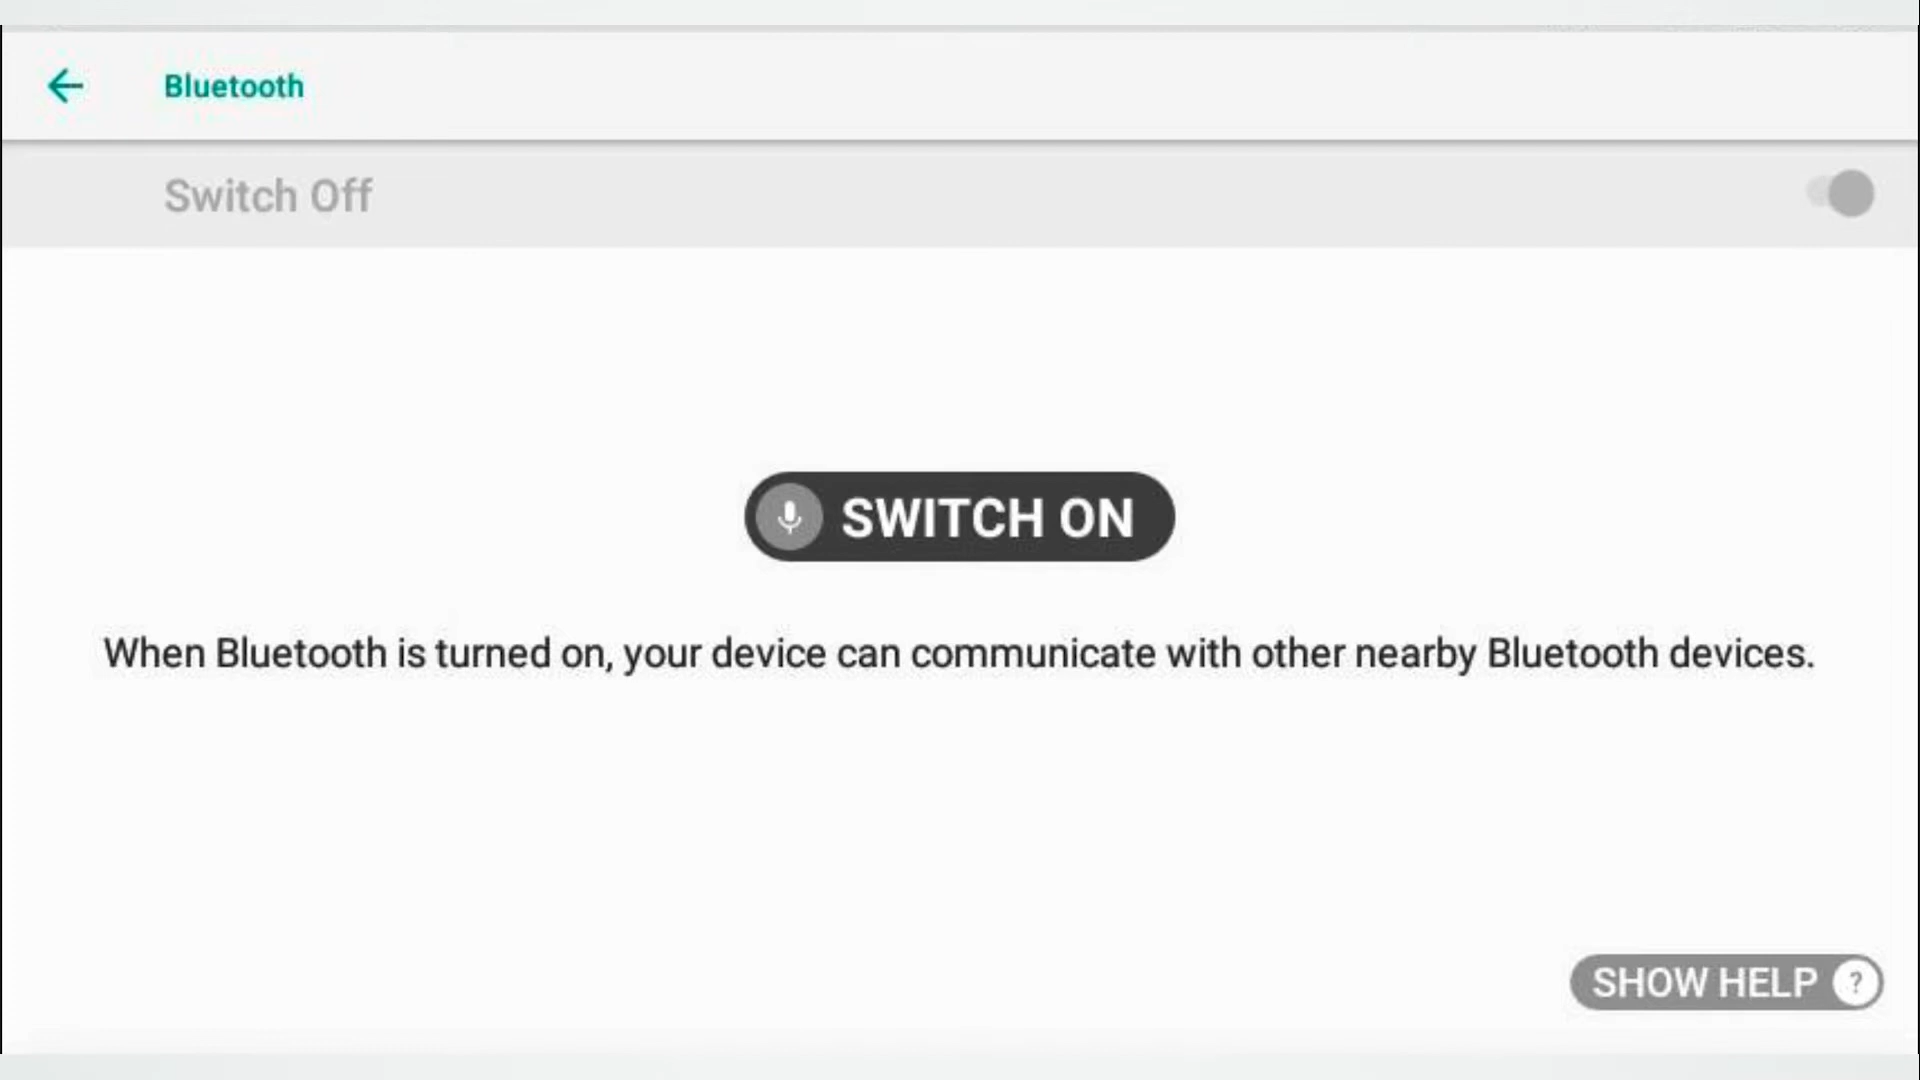 Bluetooth
Switch Off
SWITCH ON
When Bluetooth is turned on, your device can communicate with other nearby Bluetooth devices.
SHOW HELP ?